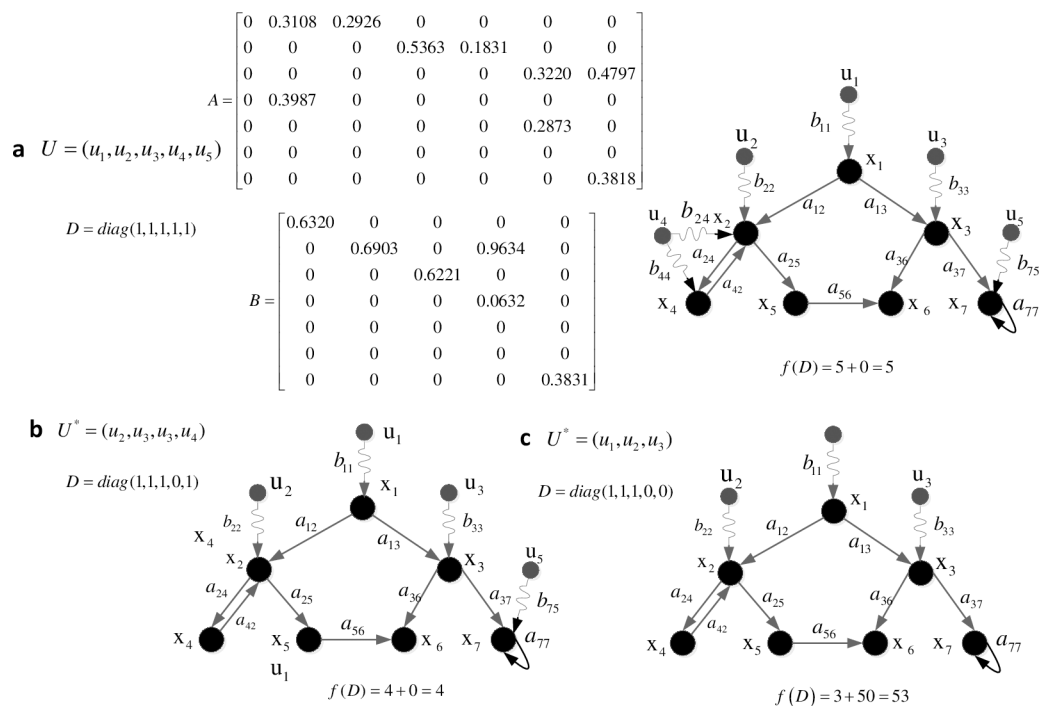 a U = (u₁,u₂,u₃,u₄,u₅)
D = diag(1,1,1,1,1)
A =
0 0.3108 0.2926 0 0 0 0
0 0 0 0.5363 0.1831 0 0
0 0 0 0 0 0.3220 0.4797
0 0.3987 0 0 0 0 0
0 0 0 0 0 0.2873 0
0 0 0 0 0 0 0
0 0 0 0 0 0 0.3818
B =
0.6320 0 0 0 0
0 0.6903 0 0.9634 0
0 0 0.6221 0 0
0 0 0 0.0632 0
0 0 0 0 0
0 0 0 0 0
0 0 0 0 0.3831
u₁
b₁₁
u₂
x₁
u₃
b₂₂
b₃₃
a₁₂
a₁₃
u₄
b₂₄
x₂
x₃
u₅
b₄₄
a₂₄
a₂₅
a₃₆
a₃₇
b₇₅
a₄₂
x₄
x₅
a₅₆
x₆
x₇
a₇₇
f(D) = 5+0 = 5
b U* = (u₂,u₃,u₃,u₄)
D = diag(1,1,1,0,1)
u₁
b₁₁
u₂
x₁
u₃
b₂₂
a₁₂
a₁₃
b₃₃
x₄
x₂
x₃
u₅
a₂₄
a₂₅
a₃₆
a₃₇
b₇₅
a₄₂
x₄
x₅
a₅₆
x₆
x₇
a₇₇
u₁
f(D) = 4+0 = 4
c U* = (u₁,u₂,u₃)
D = diag(1,1,1,0,0)
b₁₁
u₂
x₁
u₃
b₂₂
a₁₂
a₁₃
b₃₃
x₂
x₃
a₂₄
a₂₅
a₃₆
a₃₇
a₄₂
x₄
x₅
a₅₆
x₆
x₇
a₇₇
f(D) = 3+50 = 53